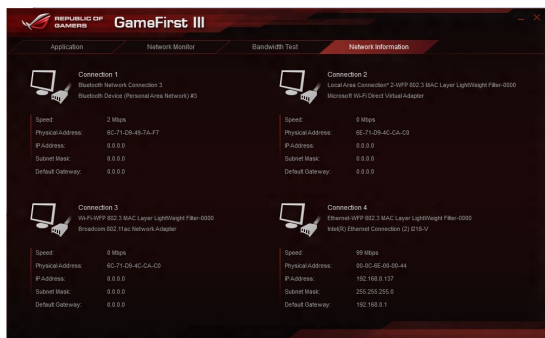 REPUBLIC OF
GAMERS
GameFirst III
Application
Network Monitor
Bandwidth Test
Network Information
Connection 1
Bluetooth Network Connection 3
Bluetooth Device (Personal Area Network) #3
Speed: 2 Mbps
Physical Address: 6C-71-D9-49-7A-F7
IP Address: 0.0.0.0
Subnet Mask: 0.0.0.0
Default Gateway: 0.0.0.0
Connection 2
Local Area Connection* 2-WFP 802.3 MAC Layer LightWeight Filter-0000
Microsoft Wi-Fi Direct Virtual Adapter
Speed: 0 Mbps
Physical Address: 6E-71-D9-4C-CA-C0
IP Address: 0.0.0.0
Subnet Mask: 0.0.0.0
Default Gateway: 0.0.0.0
Connection 3
Wi-Fi-WFP 802.3 MAC Layer LightWeight Filter-0000
Broadcom 802.11ac Network Adapter
Speed: 0 Mbps
Physical Address: 6C-71-D9-4C-CA-C0
IP Address: 0.0.0.0
Subnet Mask: 0.0.0.0
Default Gateway: 0.0.0.0
Connection 4
Ethernet-WFP 802.3 MAC Layer LightWeight Filter-0000
Intel(R) Ethernet Connection (2) I218-V
Speed: 99 Mbps
Physical Address: 00-0C-6E-00-00-44
IP Address: 192.168.0.137
Subnet Mask: 255.255.255.0
Default Gateway: 192.168.0.1